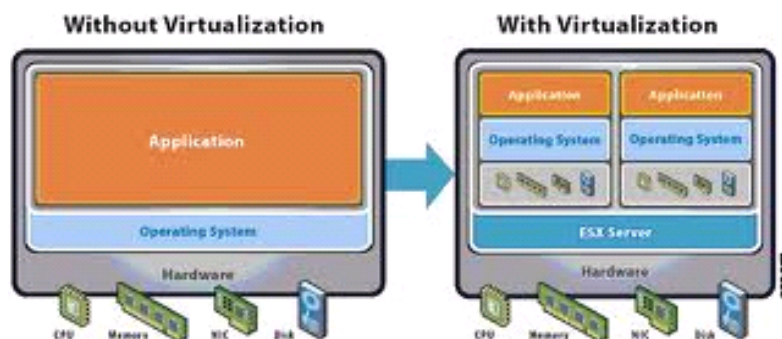 Without Virtualization
Application
Operating System
Hardware
CPU
Memory
NIC
Disk
With Virtualization
Application
Application
Operating System
Operating System
ESX Server
Hardware
CPU
Memory
NIC
Disk